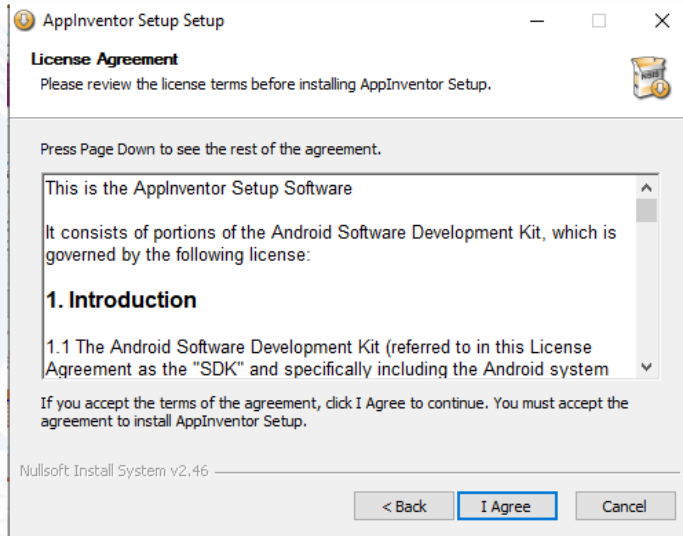 AppInventor Setup Setup
License Agreement
Please review the license terms before installing AppInventor Setup.
Press Page Down to see the rest of the agreement.
This is the AppInventor Setup Software
It consists of portions of the Android Software Development Kit, which is
governed by the following license:
1. Introduction
1.1 The Android Software Development Kit (referred to in this License
Agreement as the "SDK" and specifically including the Android system
If you accept the terms of the agreement, click I Agree to continue. You must accept the
agreement to install AppInventor Setup.
Nullsoft Install System v2.46
< Back
I Agree
Cancel